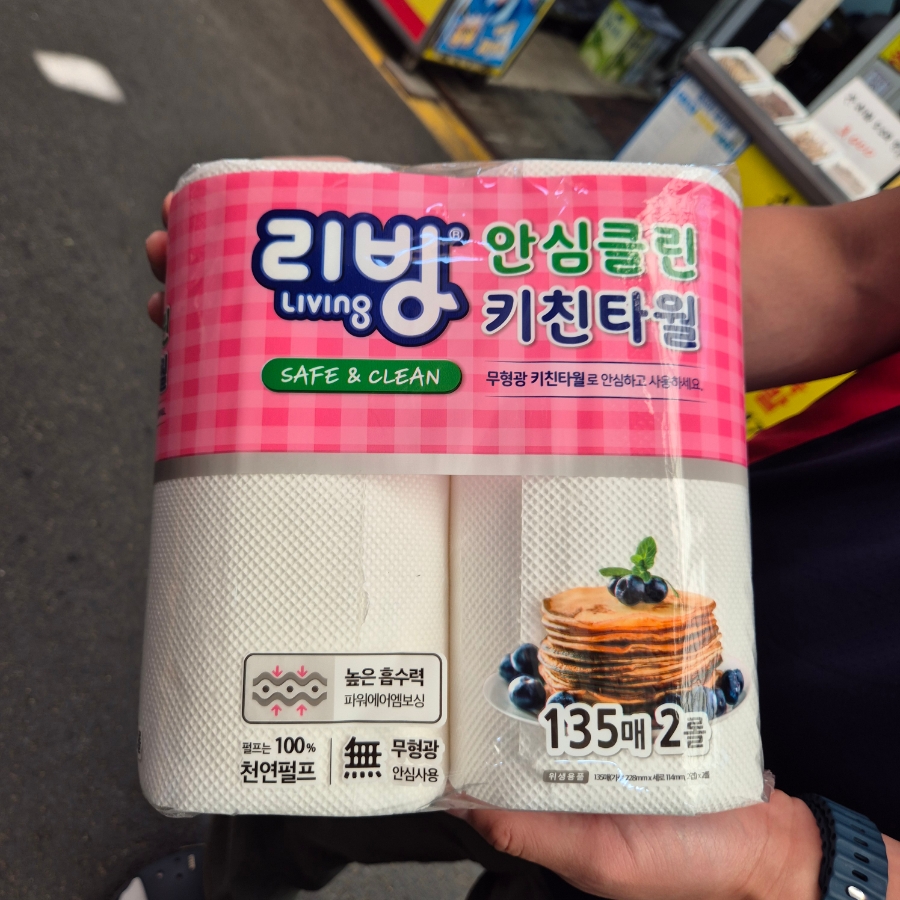 리빙®
LIVING
안심클린
키친타월
SAFE & CLEAN
무형광 키친타월로 안심하고 사용하세요.
높은 흡수력
파워에어엠보싱
펄프는 100%
천연펄프
無 무형광
안심사용
135매 2롤
위생용품